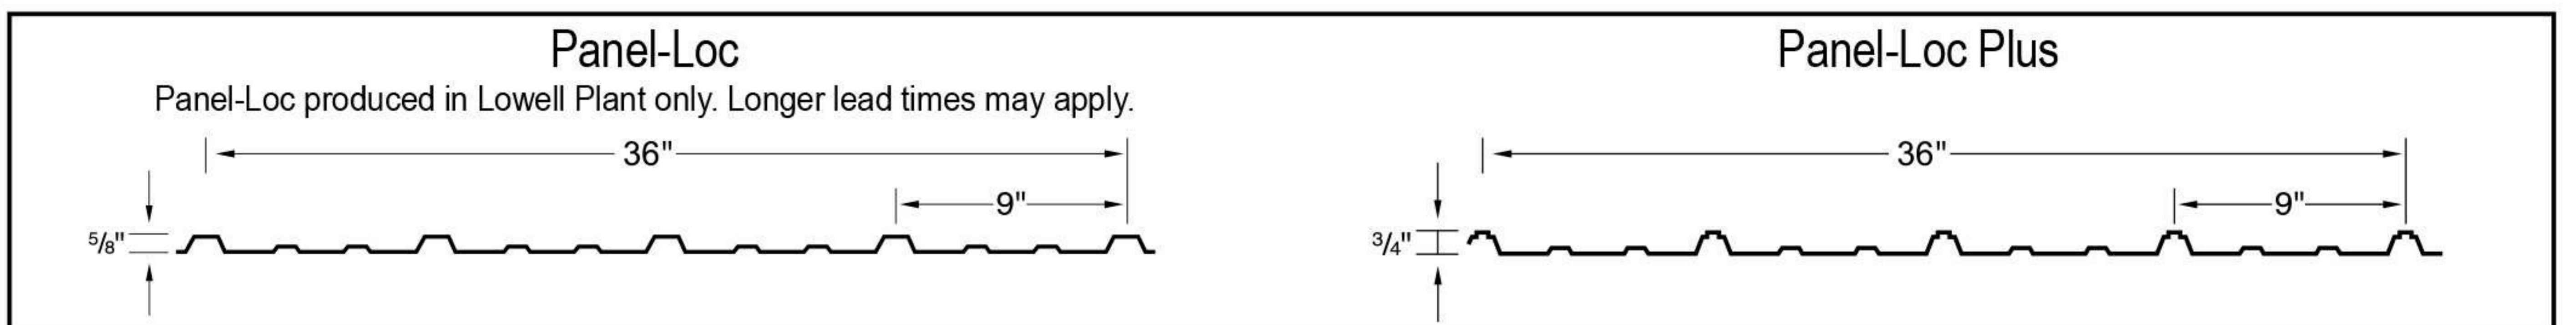 Panel-Loc
Panel-Loc produced in Lowell Plant only. Longer lead times may apply.
36"
9"
5/8"
Panel-Loc Plus
36"
9"
3/4"